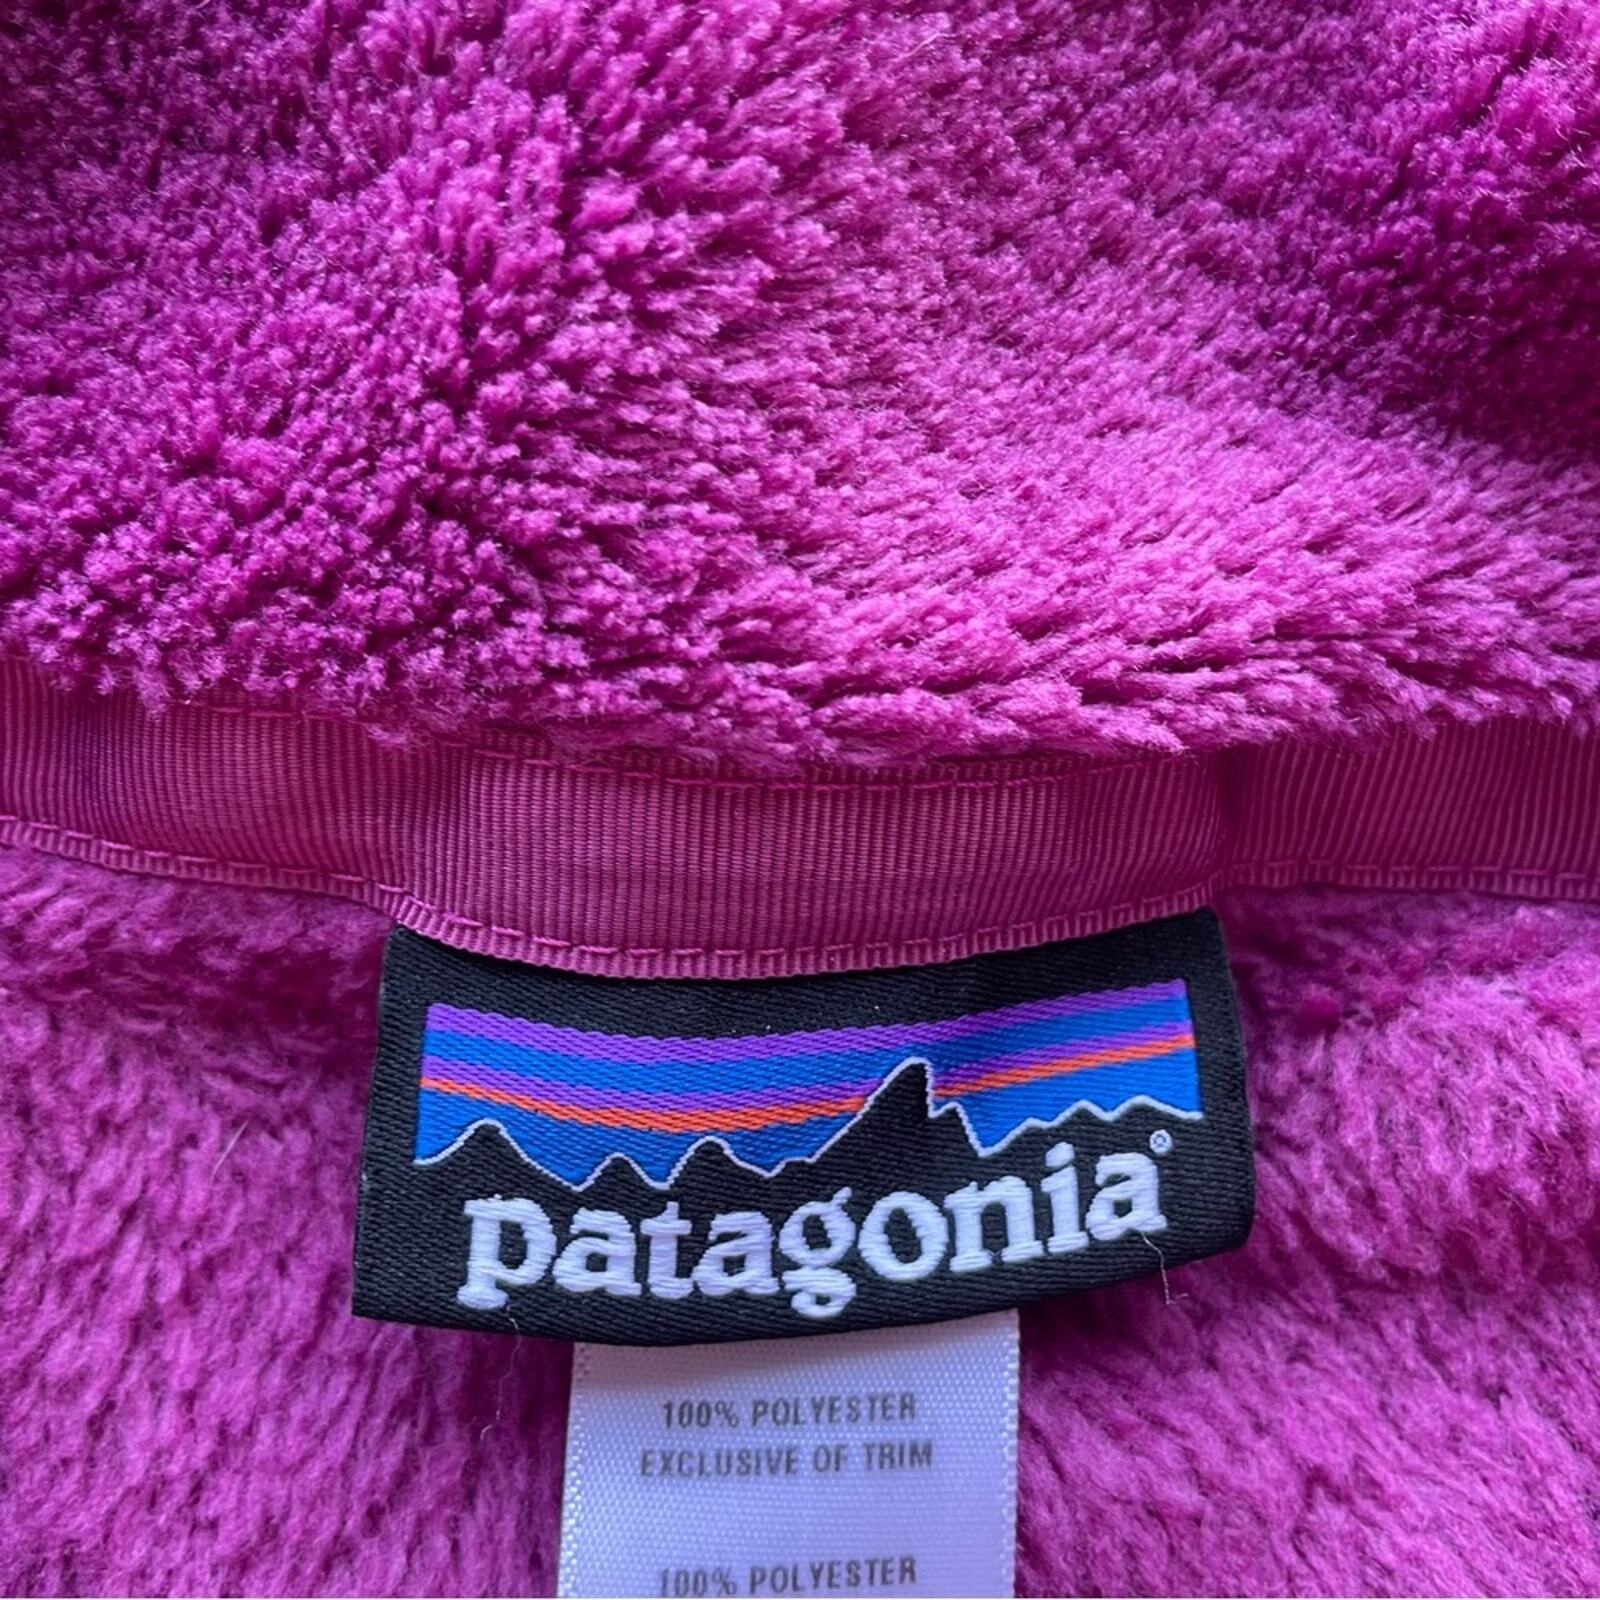 patagonia®
100% POLYESTER
EXCLUSIVE OF TRIM
100% POLYESTER